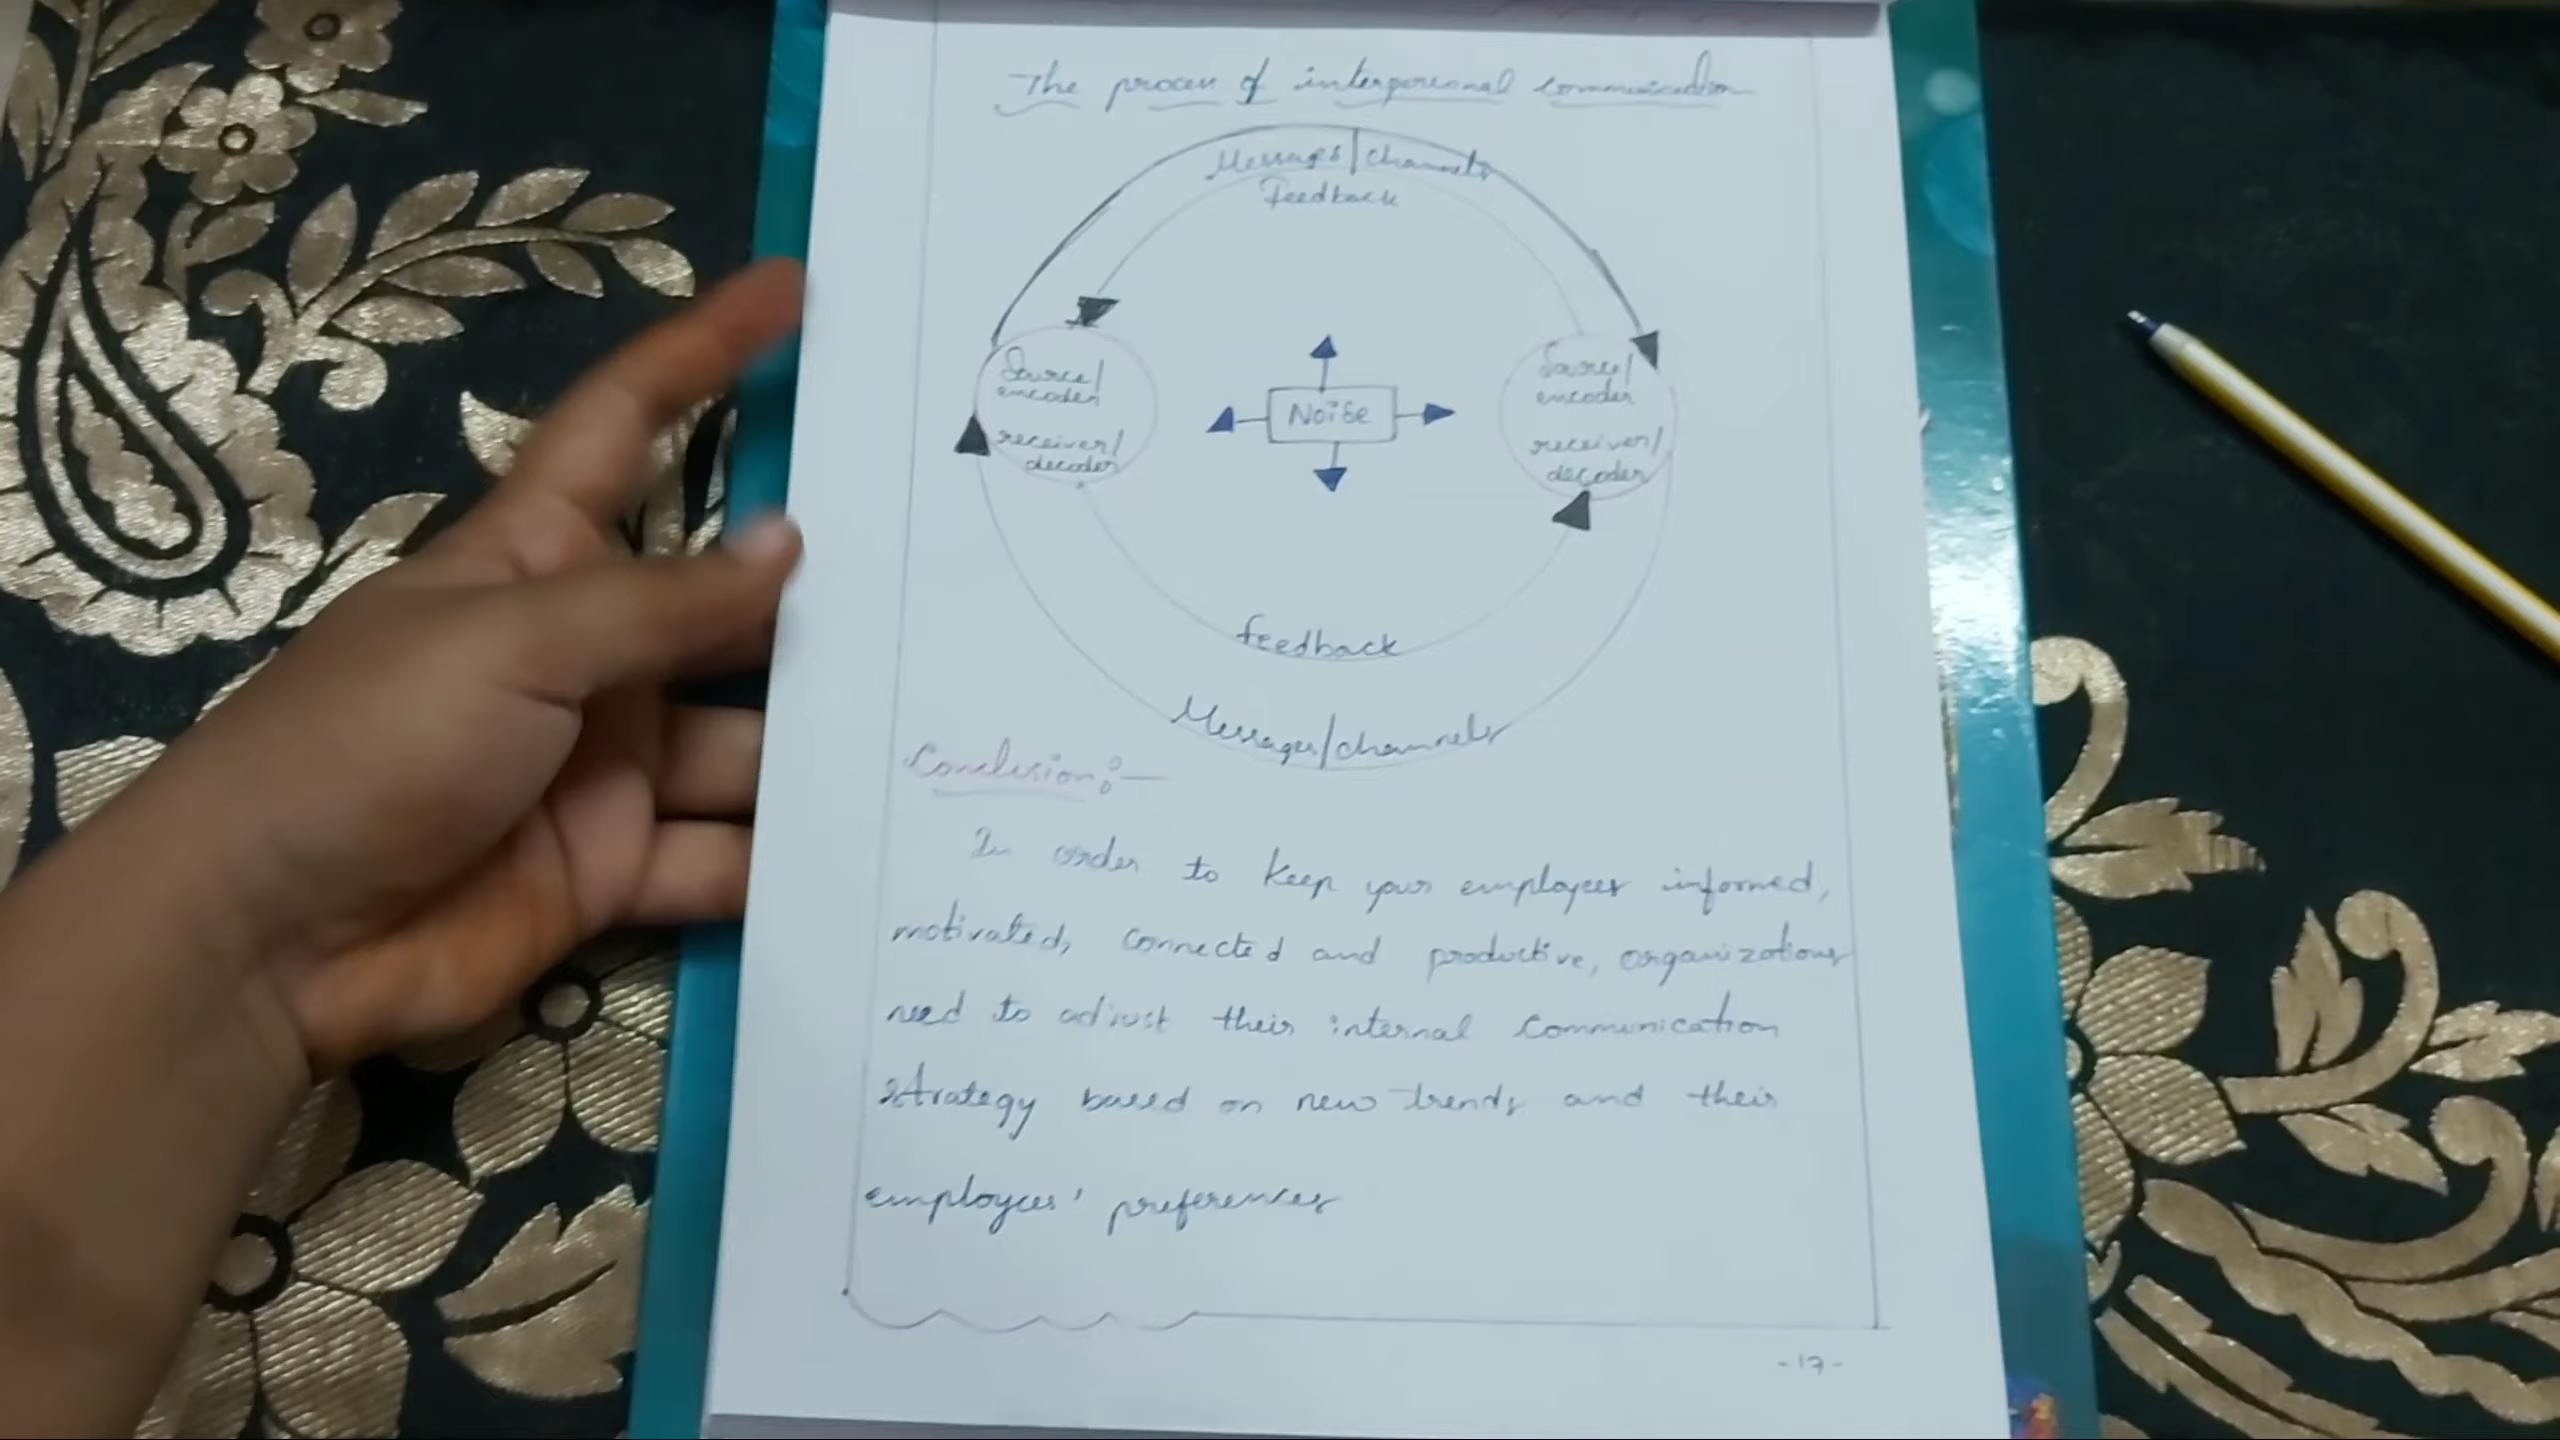 The process of interpersonal communication
Messages/channels
Feedback
Source/
encoder
receiver/
decoder
Noise
Source/
encoder
receiver/
decoder
feedback
Messages/channels
Conclusion:-
In order to keep your employees informed,
motivated, connected and productive, organizations
need to adjust their internal communication
strategy based on new trends and their
employees' preferences
-17-